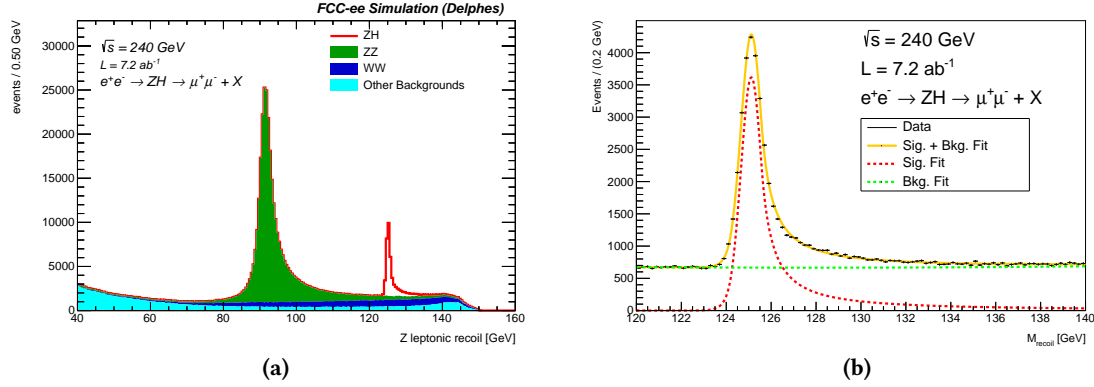 FCC-ee Simulation (Delphes)
events / 0.50 GeV
30000
25000
20000
15000
10000
5000
0
√s = 240 GeV
L = 7.2 ab⁻¹
e⁺e⁻ → ZH → μ⁺μ⁻ + X
ZH
ZZ
WW
Other Backgrounds
40 60 80 100 120 140 160
Z leptonic recoil [GeV]
(a)
Events / (0.2 GeV)
4000
3500
3000
2500
2000
1500
1000
500
0
√s = 240 GeV
L = 7.2 ab⁻¹
e⁺e⁻ → ZH → μ⁺μ⁻ + X
Data
Sig. + Bkg. Fit
Sig. Fit
Bkg. Fit
120 122 124 126 128 130 132 134 136 138 140
M_recoil [GeV]
(b)